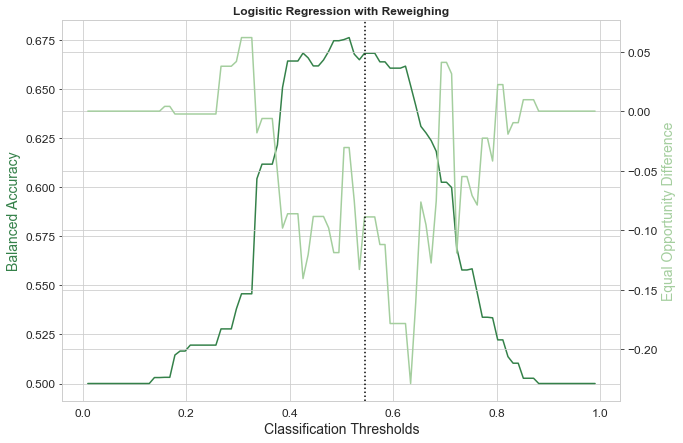 Logisitic Regression with Reweighing
0.675
0.650
0.625
0.600
0.575
0.550
0.525
0.500
Balanced Accuracy
0.05
0.00
−0.05
−0.10
−0.15
−0.20
Equal Opportunity Difference
0.0 0.2 0.4 0.6 0.8 1.0
Classification Thresholds